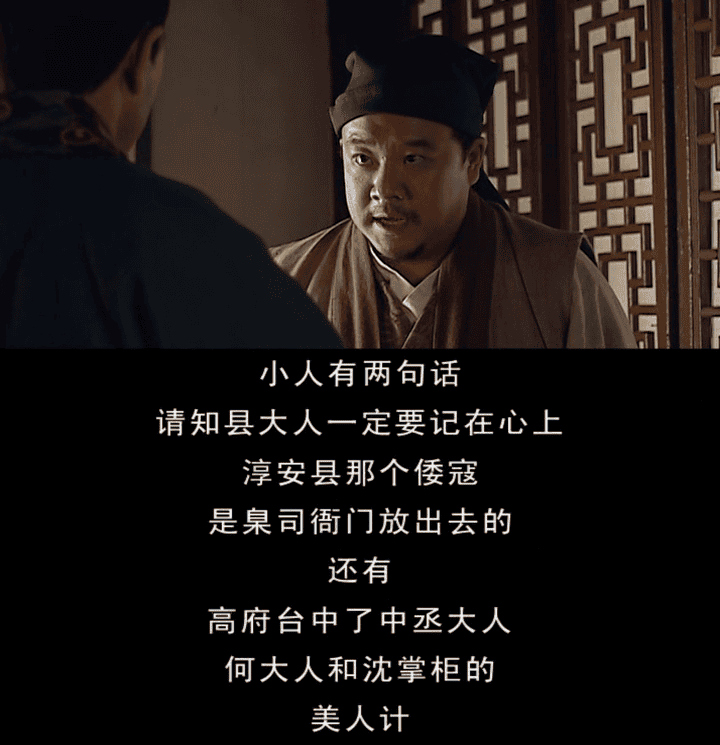 小人有两句话
请知县大人一定要记在心上
淳安县那个倭寇
是臬司衙门放出去的
还有
高府台中了中丞大人
何大人和沈掌柜的
美人计